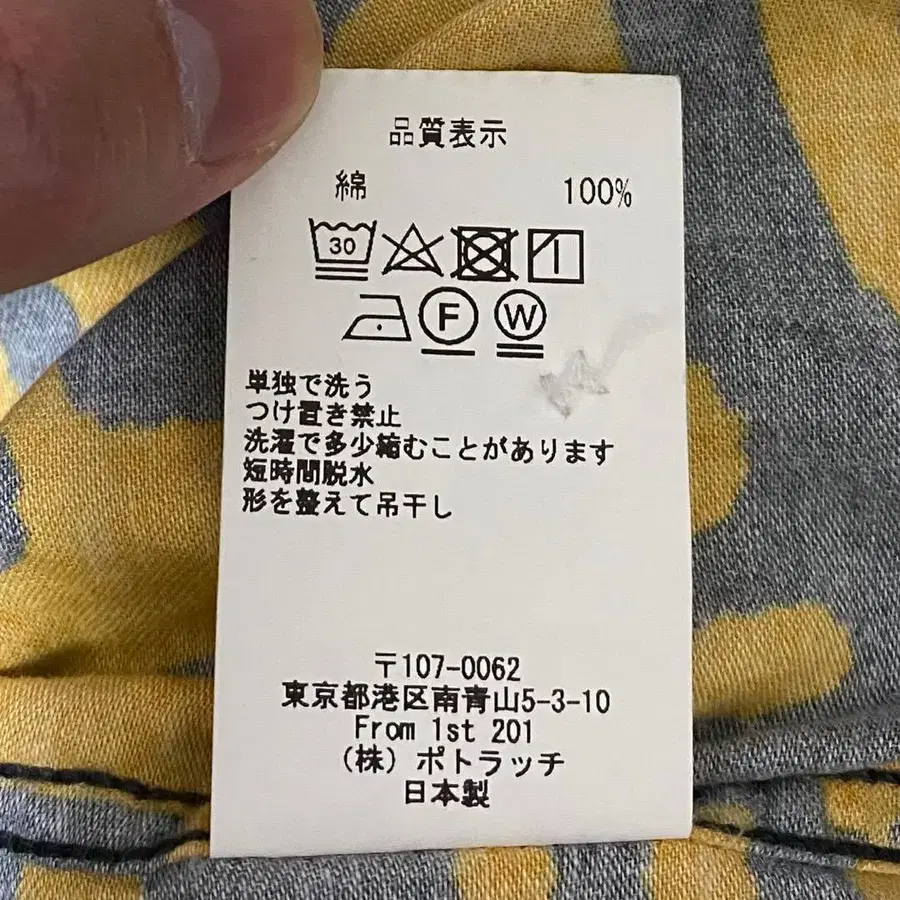 品質表示
綿 100%
30
F W
単独で洗う
つけ置き禁止
洗濯で多少縮むことがあります
短時間脱水
形を整えて吊干し
〒107-0062
東京都港区南青山5-3-10
From 1st 201
(株) ポトラッチ
日本製